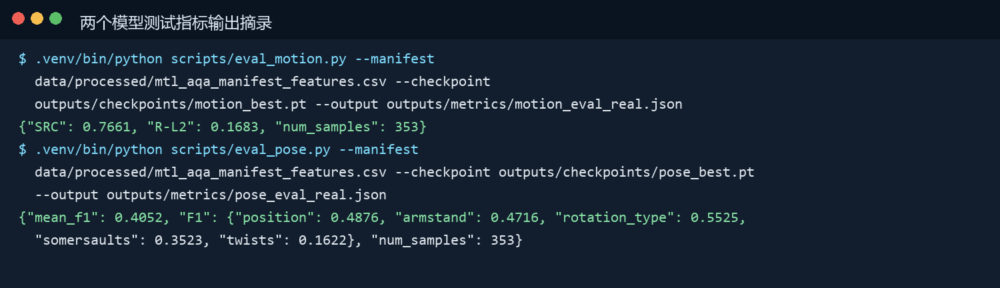 两个模型测试指标输出摘录
$ .venv/bin/python scripts/eval_motion.py --manifest
data/processed/mtl_aqa_manifest_features.csv --checkpoint
outputs/checkpoints/motion_best.pt --output outputs/metrics/motion_eval_real.json
{"SRC": 0.7661, "R-L2": 0.1683, "num_samples": 353}
$ .venv/bin/python scripts/eval_pose.py --manifest
data/processed/mtl_aqa_manifest_features.csv --checkpoint outputs/checkpoints/pose_best.pt
--output outputs/metrics/pose_eval_real.json
{"mean_f1": 0.4052, "F1": {"position": 0.4876, "armstand": 0.4716, "rotation_type": 0.5525,
"somersaults": 0.3523, "twists": 0.1622}, "num_samples": 353}